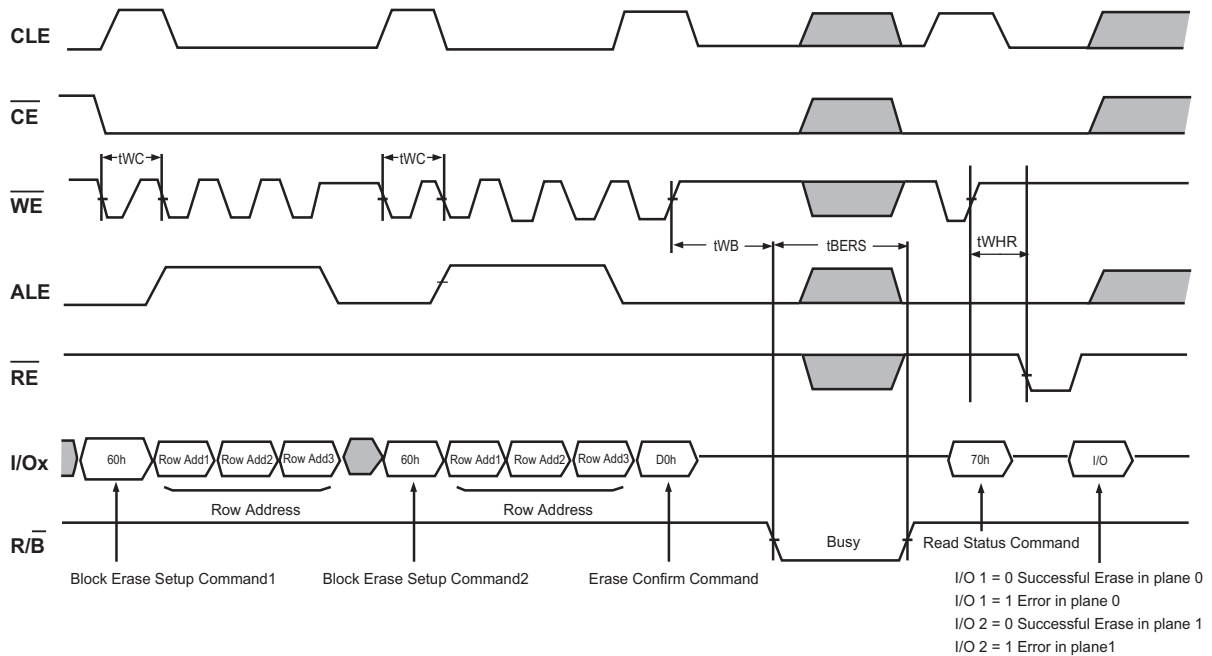 CLE
CE
tWC
tWC
WE
tWB
tBERS
tWHR
ALE
RE
I/Ox
60h
Row Add1
Row Add2
Row Add3
60h
Row Add1
Row Add2
Row Add3
D0h
70h
I/O
Row Address
Row Address
R/B
Busy
Read Status Command
Block Erase Setup Command1
Block Erase Setup Command2
Erase Confirm Command
I/O 1 = 0 Successful Erase in plane 0
I/O 1 = 1 Error in plane 0
I/O 2 = 0 Successful Erase in plane 1
I/O 2 = 1 Error in plane1